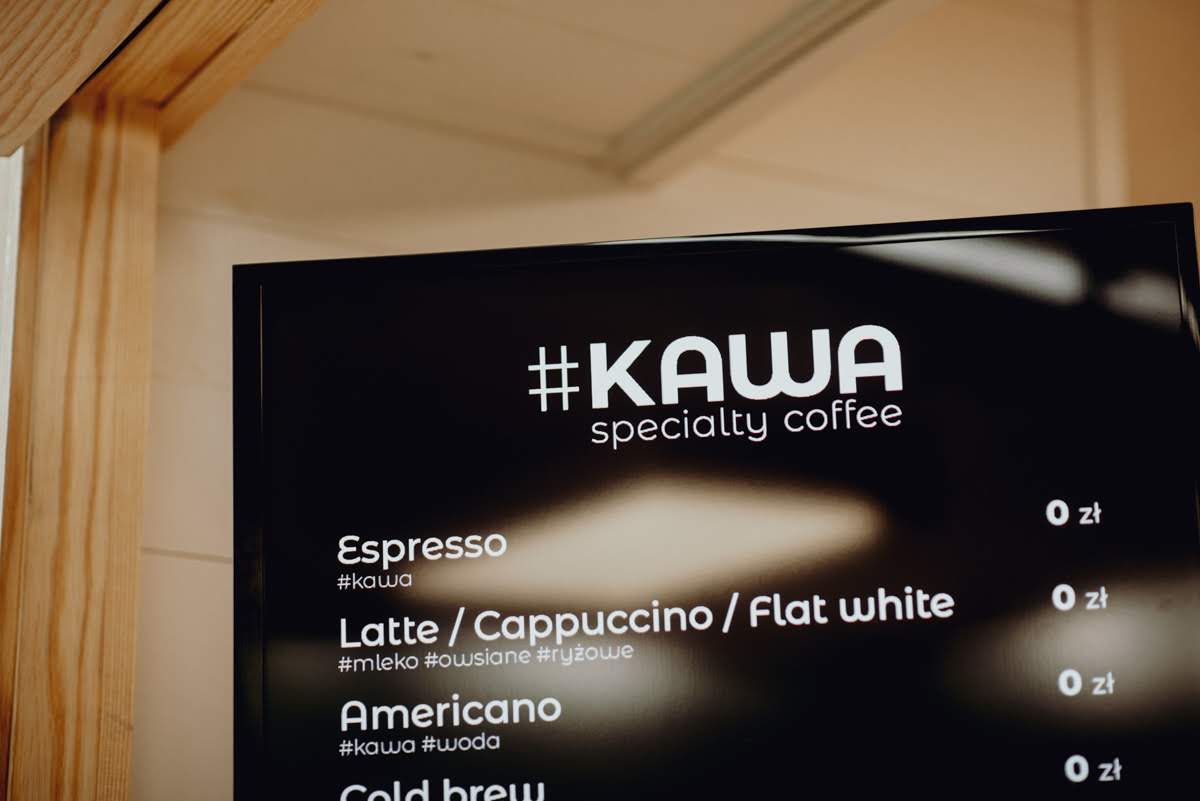 #KAWA
specialty coffee
Espresso 0 zł
#kawa
Latte / Cappuccino / Flat white 0 zł
#mleko #owsiane #ryżowe
Americano 0 zł
#kawa #woda
Cold brew 0 zł